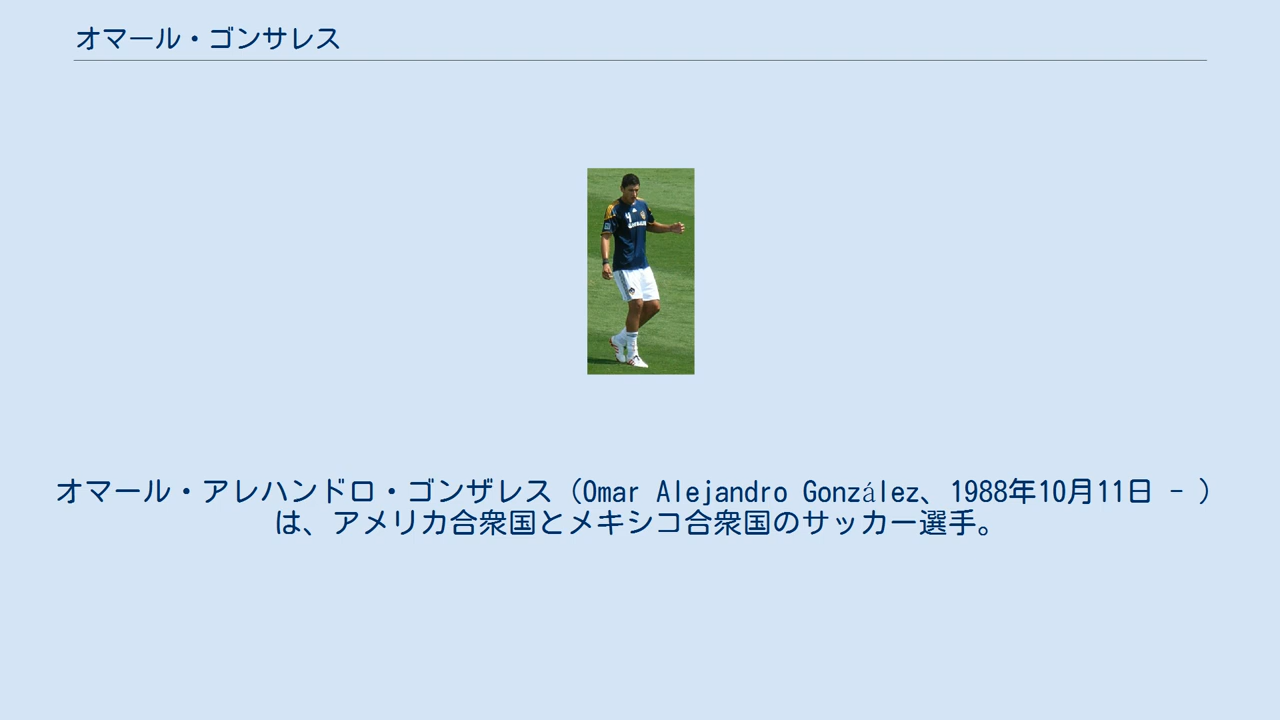 オマール・ゴンサレス
オマール・アレハンドロ・ゴンザレス（Omar Alejandro González、1988年10月11日 - ）
は、アメリカ合衆国とメキシコ合衆国のサッカー選手。